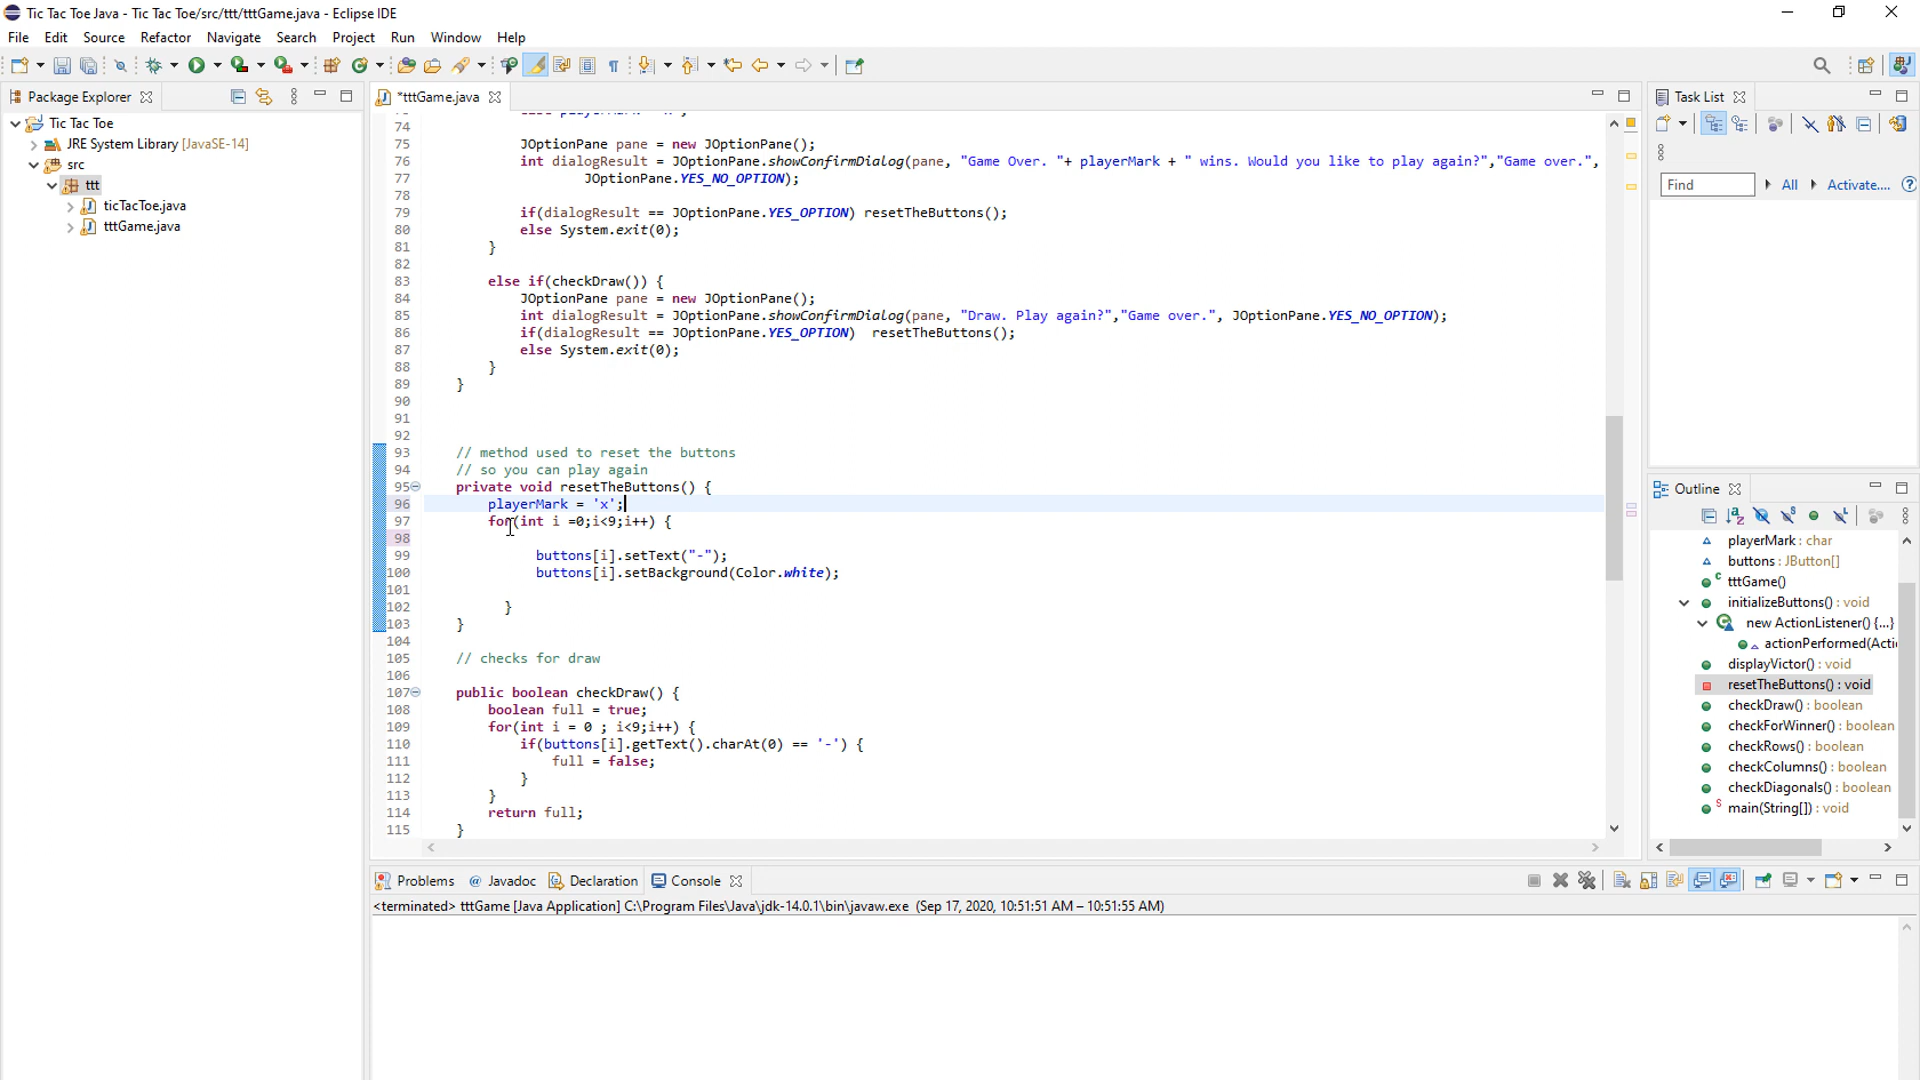 Tic Tac Toe Java - Tic Tac Toe/src/ttt/tttGame.java - Eclipse IDE
File Edit Source Refactor Navigate Search Project Run Window Help
Package Explorer
Tic Tac Toe
JRE System Library [JavaSE-14]
src
ttt
ticTacToe.java
tttGame.java
*tttGame.java
74
75 JOptionPane pane = new JOptionPane();
76 int dialogResult = JOptionPane.showConfirmDialog(pane, "Game Over. "+ playerMark + " wins. Would you like to play again?","Game over.",
77 JOptionPane.YES_NO_OPTION);
78
79 if(dialogResult == JOptionPane.YES_OPTION) resetTheButtons();
80 else System.exit(0);
81 }
82
83 else if(checkDraw()) {
84 JOptionPane pane = new JOptionPane();
85 int dialogResult = JOptionPane.showConfirmDialog(pane, "Draw. Play again?","Game over.", JOptionPane.YES_NO_OPTION);
86 if(dialogResult == JOptionPane.YES_OPTION)  resetTheButtons();
87 else System.exit(0);
88 }
89 }
90
91
92
93 // method used to reset the buttons
94 // so you can play again
95 private void resetTheButtons() {
96 playerMark = 'x';
97 for(int i =0;i<9;i++) {
98
99 buttons[i].setText("-");
100 buttons[i].setBackground(Color.white);
101
102 }
103 }
104
105 // checks for draw
106
107 public boolean checkDraw() {
108 boolean full = true;
109 for(int i = 0 ; i<9;i++) {
110 if(buttons[i].getText().charAt(0) == '-') {
111 full = false;
112 }
113 }
114 return full;
115 }
Task List
Find All Activate....
Outline
playerMark : char
buttons : JButton[]
tttGame()
initializeButtons() : void
new ActionListener() {...}
actionPerformed(Acti
displayVictor() : void
resetTheButtons() : void
checkDraw() : boolean
checkForWinner() : boolean
checkRows() : boolean
checkColumns() : boolean
checkDiagonals() : boolean
main(String[]) : void
Problems @ Javadoc Declaration Console
<terminated> tttGame [Java Application] C:\Program Files\Java\jdk-14.0.1\bin\javaw.exe (Sep 17, 2020, 10:51:51 AM – 10:51:55 AM)